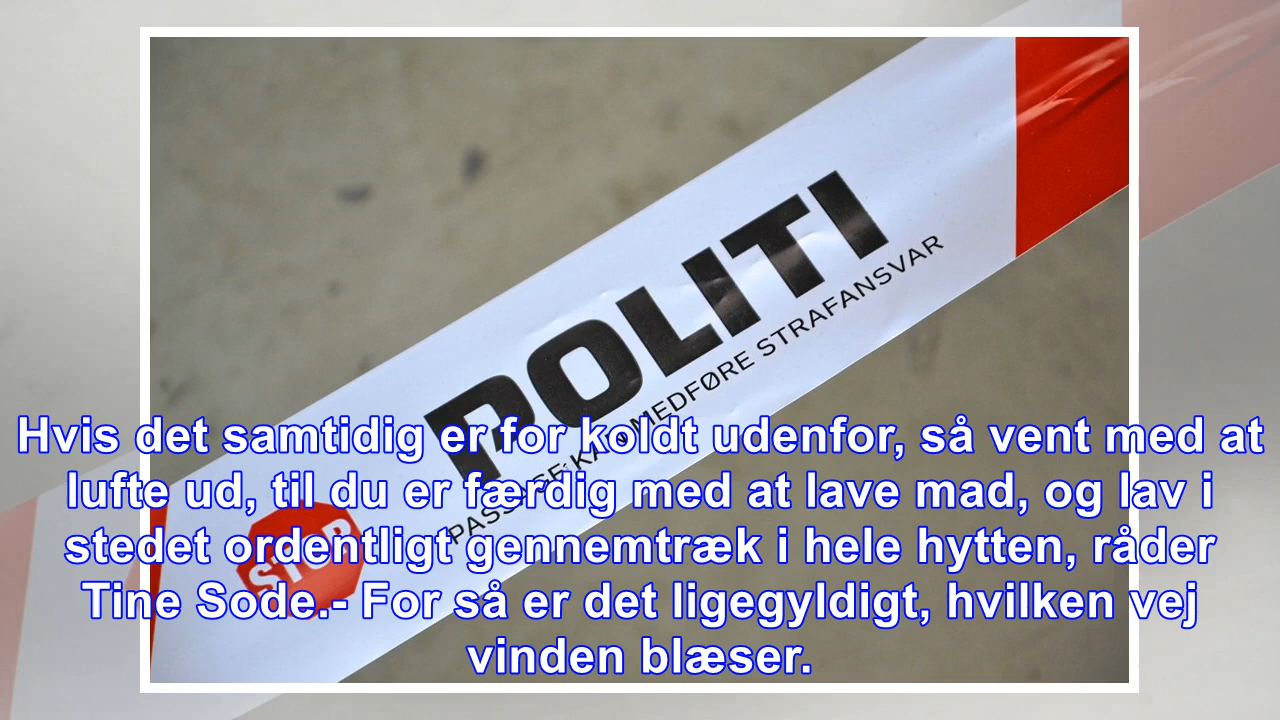 POLITI
PASSAGE KAN MEDFØRE STRAFANSVAR
STOP
Hvis det samtidig er for koldt udenfor, så vent med at
lufte ud, til du er færdig med at lave mad, og lav i
stedet ordentligt gennemtræk i hele hytten, råder
Tine Sode.- For så er det ligegyldigt, hvilken vej
vinden blæser.